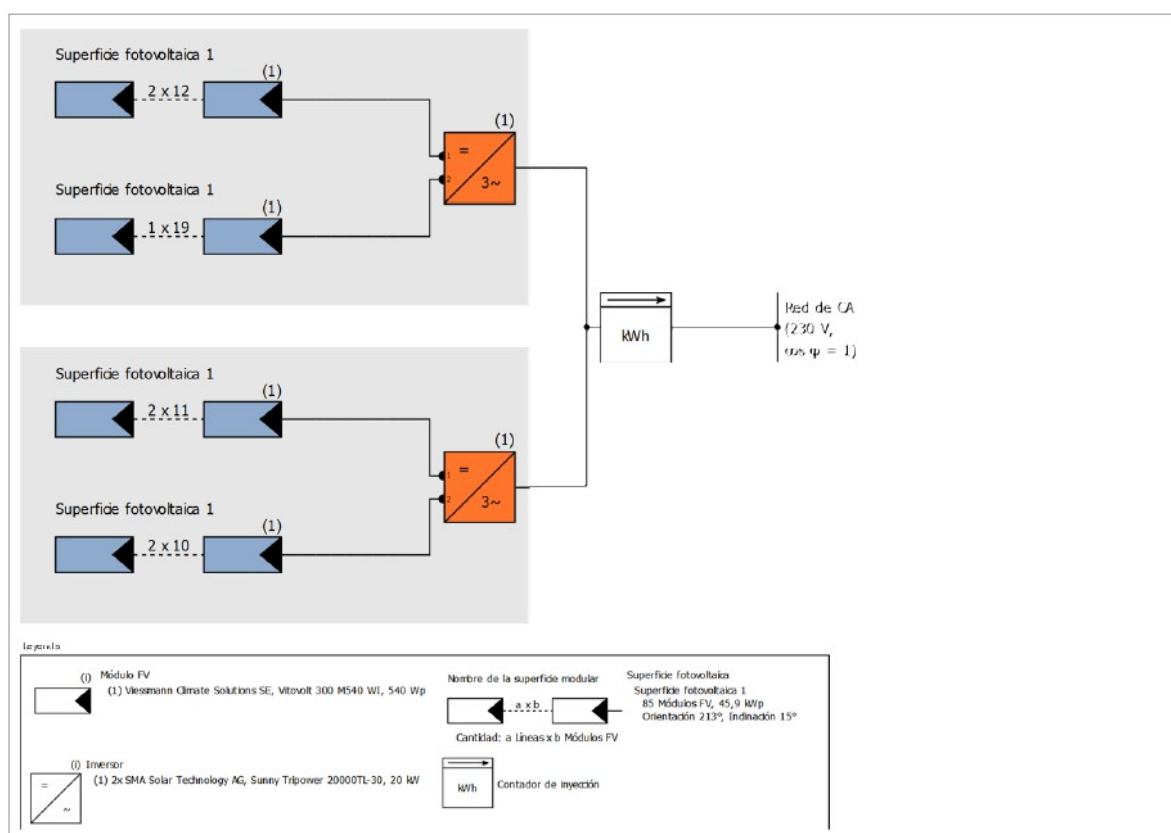 Superficie fotovoltaica 1
(1)
2 x 12
(1)
=
1
2
3~
Superficie fotovoltaica 1
(1)
1 x 19
kWh
Red de CA
(230 V,
cos φ = 1)
Superficie fotovoltaica 1
(1)
2 x 11
(1)
=
1
2
3~
Superficie fotovoltaica 1
(1)
2 x 10
Leyenda
(i) Módulo FV
(1) Viessmann Climate Solutions SE, Vitovolt 300 M540 WI, 540 Wp
Nombre de la superficie modular
a x b
Cantidad: a Líneas x b Módulos FV
Superficie fotovoltaica
Superficie fotovoltaica 1
85 Módulos FV, 45,9 kWp
Orientación 213°, Inclinación 15°
(i) Inversor
(1) 2x SMA Solar Technology AG, Sunny Tripower 20000TL-30, 20 kW
=
~
kWh
Contador de inyección